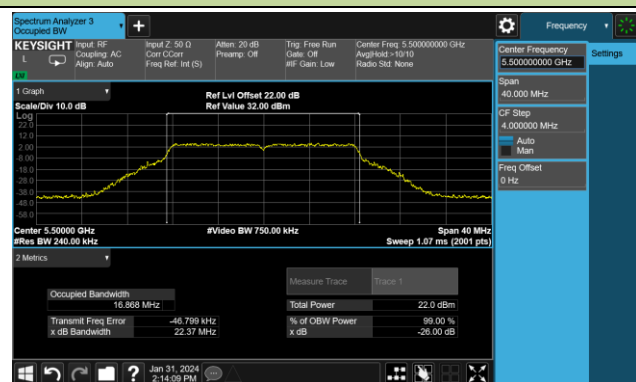 Spectrum Analyzer 3
Occupied BW
Frequency
KEYSIGHT
L
Input: RF
Coupling: AC
Align: Auto
Input Z: 50 Ω
Corr CCorr
Freq Ref: Int (S)
Atten: 20 dB
Preamp: Off
Trig: Free Run
Gate: Off
#IF Gain: Low
Center Freq: 5.500000000 GHz
Avg|Hold:>10/10
Radio Std: None
LV
1 Graph
Scale/Div 10.0 dB
Ref Lvl Offset 22.00 dB
Ref Value 32.00 dBm
Log
22.0
12.0
2.00
-8.00
-18.0
-28.0
-38.0
-48.0
-58.0
Center 5.50000 GHz
#Res BW 240.00 kHz
#Video BW 750.00 kHz
Span 40 MHz
Sweep 1.07 ms (2001 pts)
2 Metrics
Measure Trace
Trace 1
Occupied Bandwidth
16.868 MHz
Total Power
22.0 dBm
Transmit Freq Error
-46.799 kHz
% of OBW Power
99.00 %
x dB Bandwidth
22.37 MHz
x dB
-26.00 dB
Center Frequency
5.500000000 GHz
Settings
Span
40.000 MHz
CF Step
4.000000 MHz
Auto
Man
Freq Offset
0 Hz
?
Jan 31, 2024
2:14:09 PM